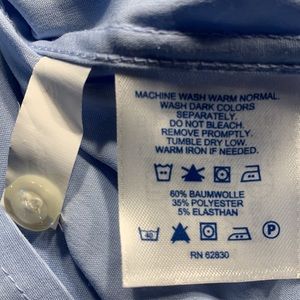 MACHINE WASH WARM NORMAL.
WASH DARK COLORS
SEPARATELY.
DO NOT BLEACH.
REMOVE PROMPTLY.
TUMBLE DRY LOW.
WARM IRON IF NEEDED.
60% BAUMWOLLE
35% POLYESTER
5% ELASTHAN
40 P
RN 62830